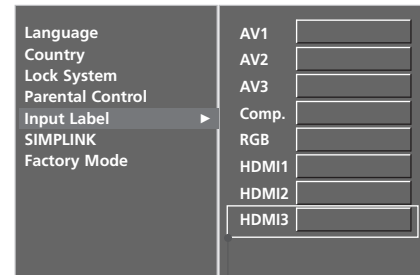 Language
Country
Lock System
Parental Control
Input Label ►
SIMPLINK
Factory Mode
AV1
AV2
AV3
Comp.
RGB
HDMI1
HDMI2
HDMI3